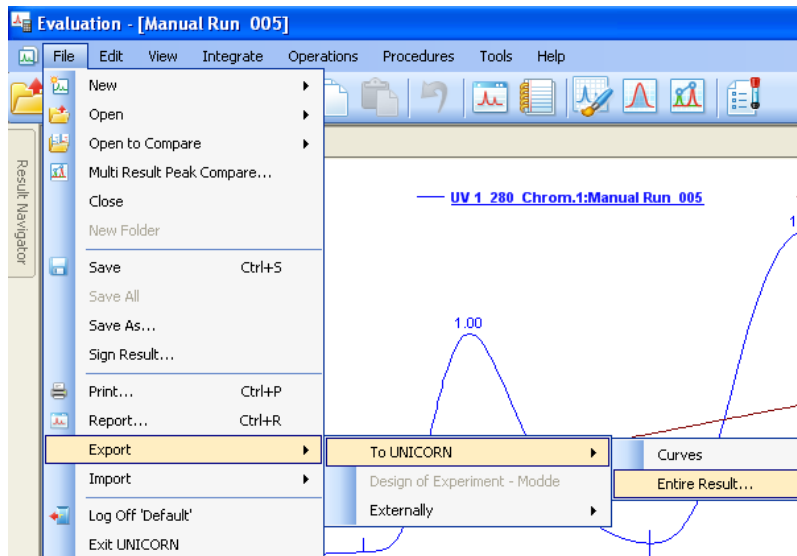 Evaluation - [Manual Run 005]
File Edit View Integrate Operations Procedures Tools Help
Result Navigator
New
Open
Open to Compare
Multi Result Peak Compare...
Close
New Folder
Save Ctrl+S
Save All
Save As...
Sign Result...
Print... Ctrl+P
Report... Ctrl+R
Export
Import
Log Off 'Default'
Exit UNICORN
To UNICORN
Design of Experiment - Modde
Externally
Curves
Entire Result...
UV 1_280 Chrom.1:Manual Run 005
1.00
1